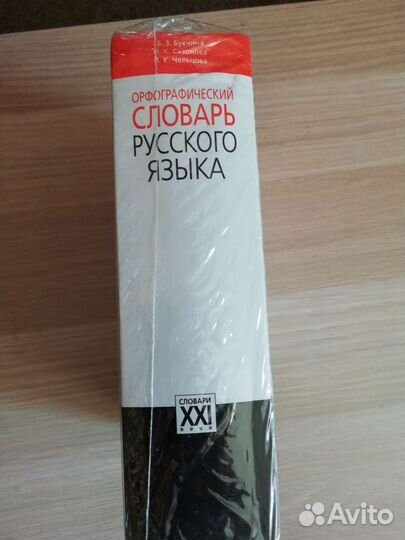 Б. З. Букчина
И. К. Сазонова
Л. К. Чельцова
ОРФОГРАФИЧЕСКИЙ
СЛОВАРЬ
РУССКОГО
ЯЗЫКА
СЛОВАРИ
XXI
века
Avito